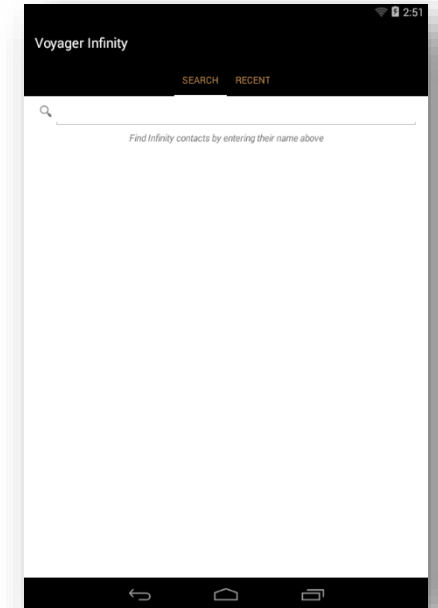 2:51
Voyager Infinity
SEARCH RECENT
Find Infinity contacts by entering their name above